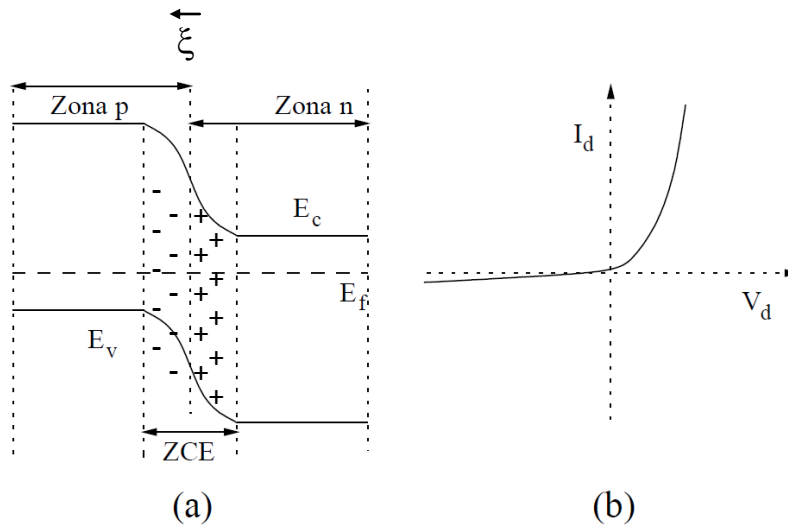 ξ
Zona p
Zona n
I_d
E_c
E_f
V_d
E_v
ZCE
(a)
(b)